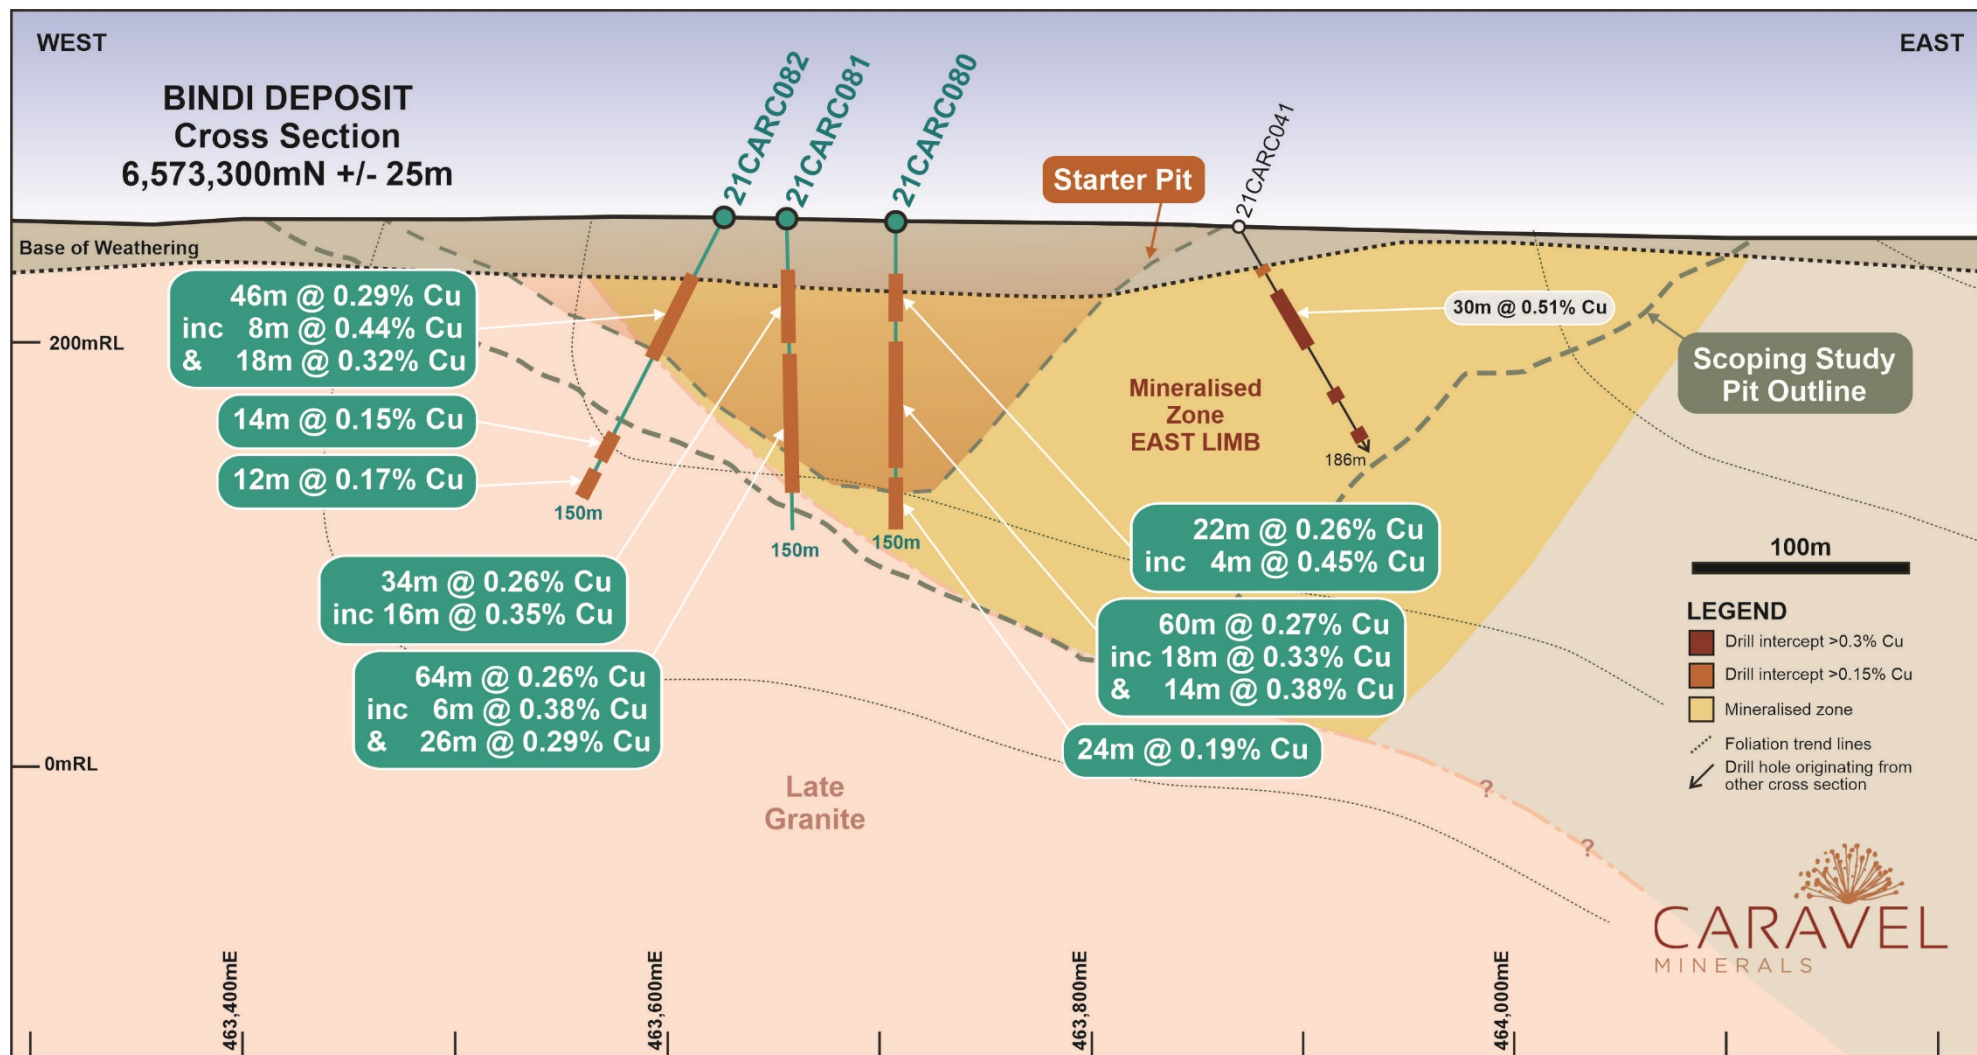 WEST
EAST
BINDI DEPOSIT
Cross Section
6,573,300mN +/- 25m
21CARC082
21CARC081
21CARC080
21CARC041
Starter Pit
Base of Weathering
46m @ 0.29% Cu
inc 8m @ 0.44% Cu
& 18m @ 0.32% Cu
200mRL
30m @ 0.51% Cu
Scoping Study
Pit Outline
Mineralised
Zone
EAST LIMB
14m @ 0.15% Cu
12m @ 0.17% Cu
186m
150m
150m
150m
22m @ 0.26% Cu
inc 4m @ 0.45% Cu
34m @ 0.26% Cu
inc 16m @ 0.35% Cu
60m @ 0.27% Cu
inc 18m @ 0.33% Cu
& 14m @ 0.38% Cu
64m @ 0.26% Cu
inc 6m @ 0.38% Cu
& 26m @ 0.29% Cu
24m @ 0.19% Cu
100m
LEGEND
Drill intercept >0.3% Cu
Drill intercept >0.15% Cu
Mineralised zone
Foliation trend lines
Drill hole originating from
other cross section
0mRL
Late
Granite
?
?
CARAVEL
MINERALS
463,400mE
463,600mE
463,800mE
464,000mE